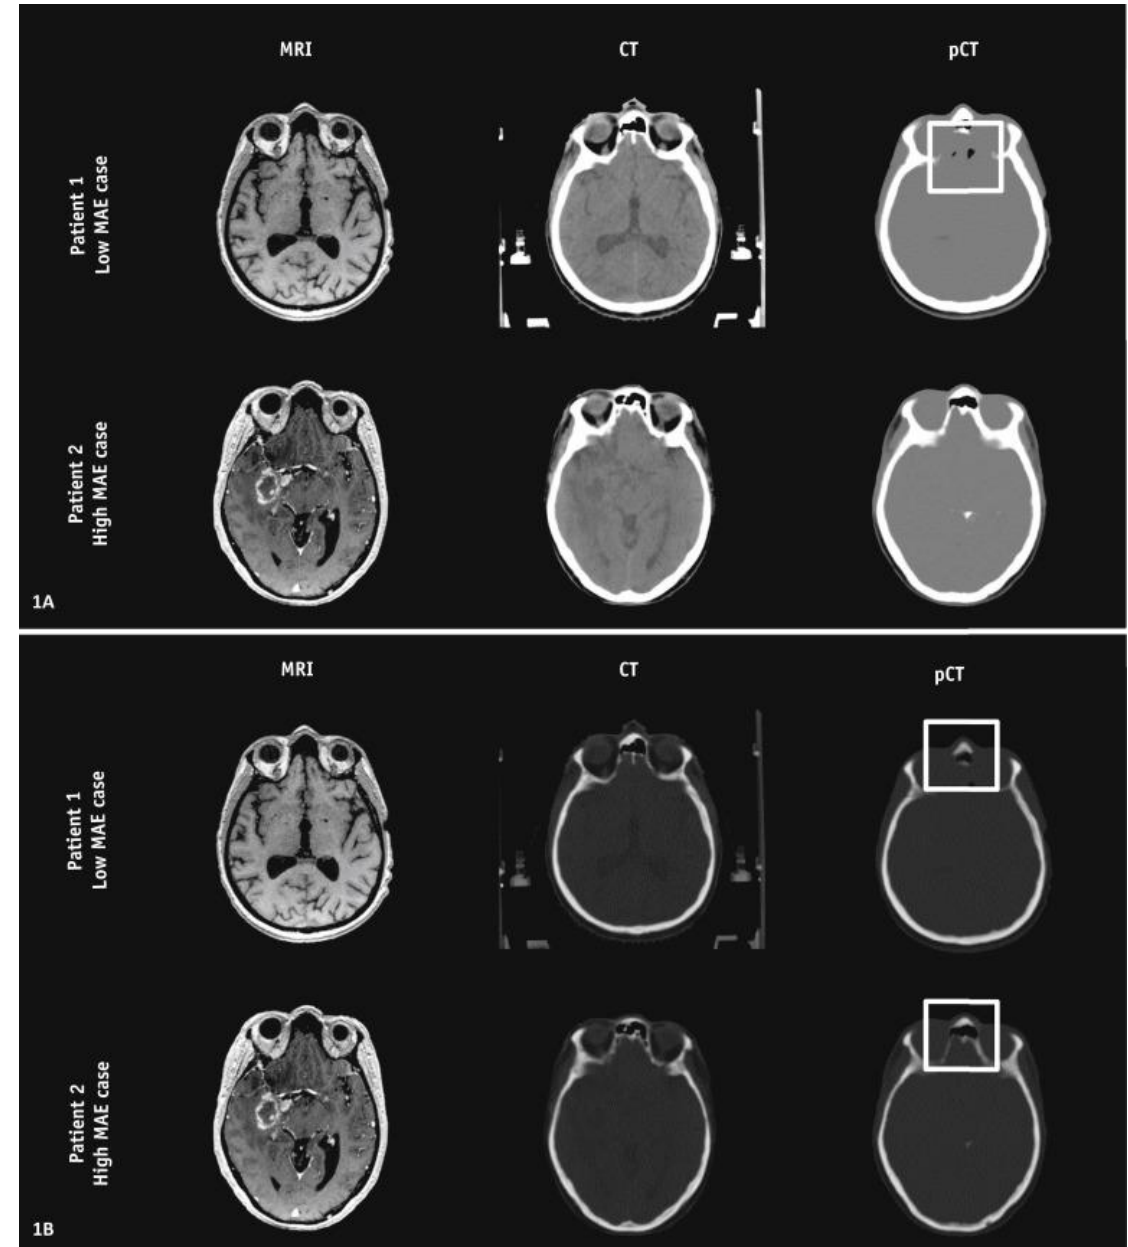 MRI CT pCT
Patient 1
Low MAE case
Patient 2
High MAE case
1A
MRI CT pCT
Patient 1
Low MAE case
Patient 2
High MAE case
1B